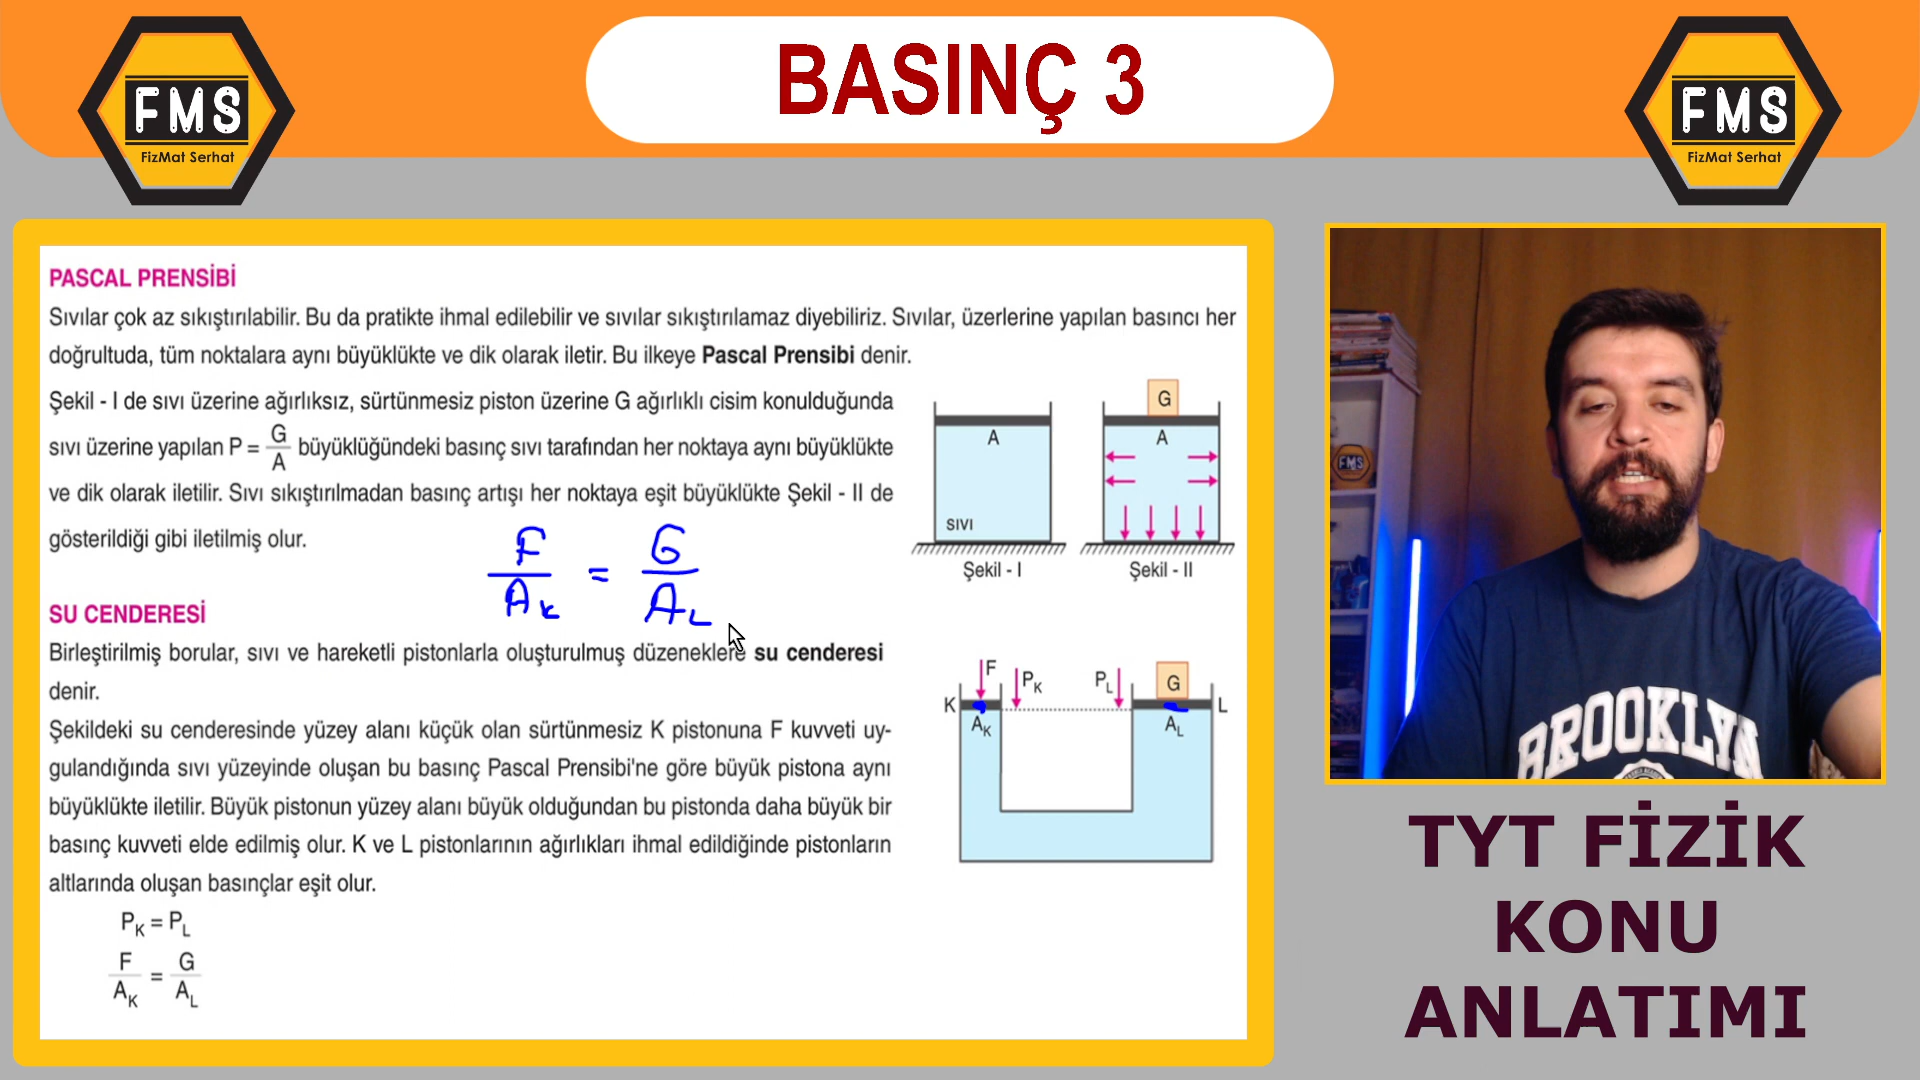 BASINÇ 3
FMS
FizMat Serhat
FMS
FizMat Serhat
PASCAL PRENSİBİ
Sıvılar çok az sıkıştırılabilir. Bu da pratikte ihmal edilebilir ve sıvılar sıkıştırılamaz diyebiliriz. Sıvılar, üzerlerine yapılan basıncı her
doğrultuda, tüm noktalara aynı büyüklükte ve dik olarak iletir. Bu ilkeye Pascal Prensibi denir.
Şekil - I de sıvı üzerine ağırlıksız, sürtünmesiz piston üzerine G ağırlıklı cisim konulduğunda
sıvı üzerine yapılan P = G/A büyüklüğündeki basınç sıvı tarafından her noktaya aynı büyüklükte
ve dik olarak iletilir. Sıvı sıkıştırılmadan basınç artışı her noktaya eşit büyüklükte Şekil - II de
gösterildiği gibi iletilmiş olur.
A
SIVI
Şekil - I
G
A
Şekil - II
F/AK = G/AL
SU CENDERESİ
Birleştirilmiş borular, sıvı ve hareketli pistonlarla oluşturulmuş düzeneklere su cenderesi
denir.
Şekildeki su cenderesinde yüzey alanı küçük olan sürtünmesiz K pistonuna F kuvveti uy-
gulandığında sıvı yüzeyinde oluşan bu basınç Pascal Prensibi'ne göre büyük pistona aynı
büyüklükte iletilir. Büyük pistonun yüzey alanı büyük olduğundan bu pistonda daha büyük bir
basınç kuvveti elde edilmiş olur. K ve L pistonlarının ağırlıkları ihmal edildiğinde pistonların
altlarında oluşan basınçlar eşit olur.
PK = PL
F/AK = G/AL
F
PK
PL
G
K
L
AK
AL
FMS
BROOKLYN
TYT FİZİK
KONU
ANLATIMI